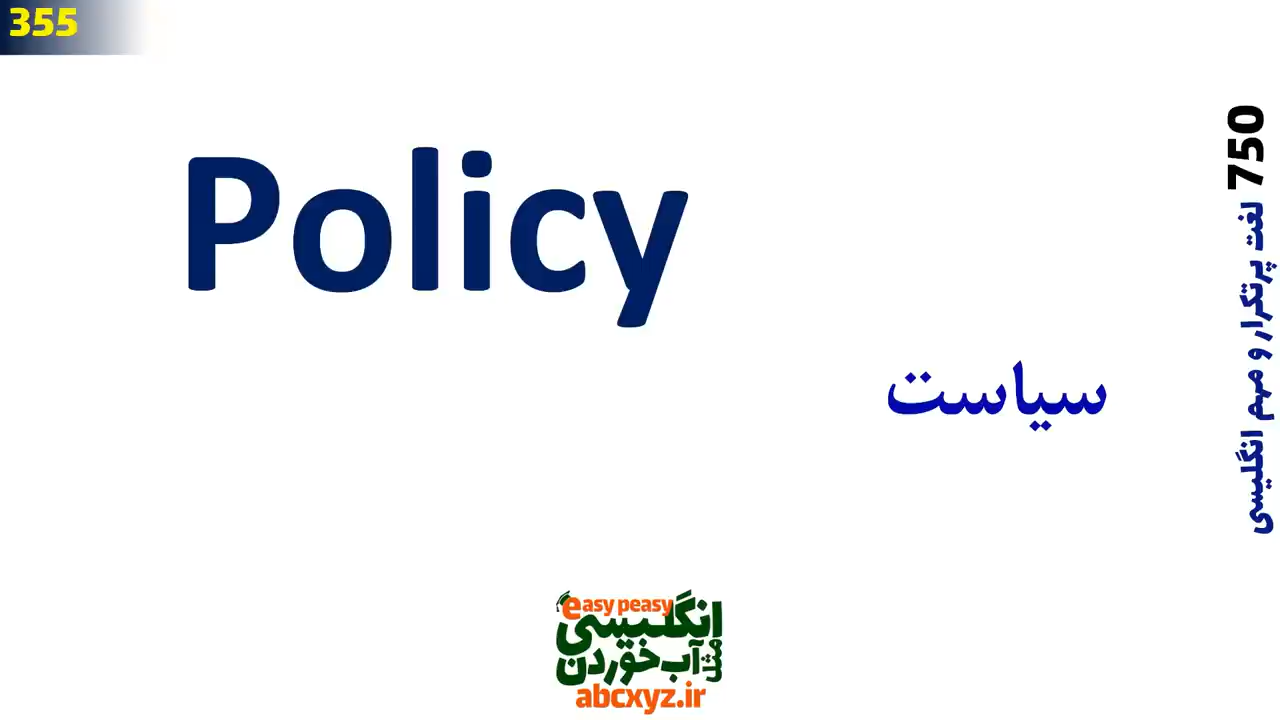 355
Policy
سیاست
750 لغت پرتکرار و مهم انگلیسی
easy peasy
انگلیسی
مثل
آب خوردن
abcxyz.ir